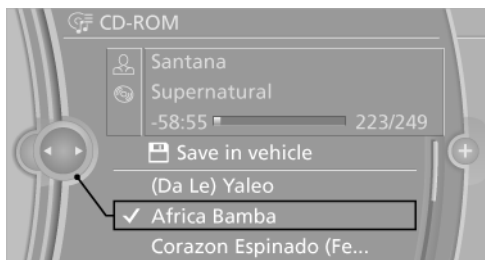 CD-ROM
Santana
Supernatural
-58:55 223/249
Save in vehicle
(Da Le) Yaleo
Africa Bamba
Corazon Espinado (Fe...